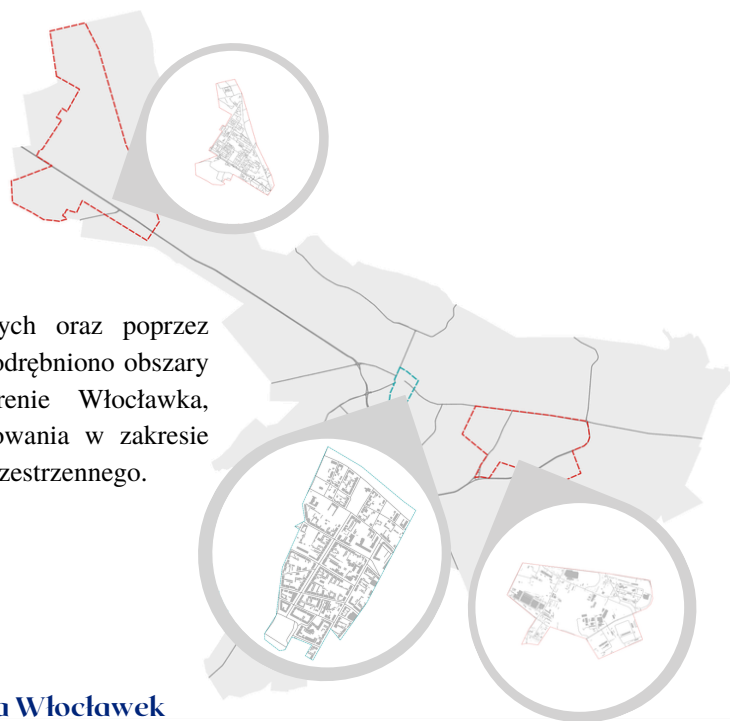 ych oraz poprzez
odrębniono obszary
renie Włocławka,
owania w zakresie
zestrzennego.
Włocławek